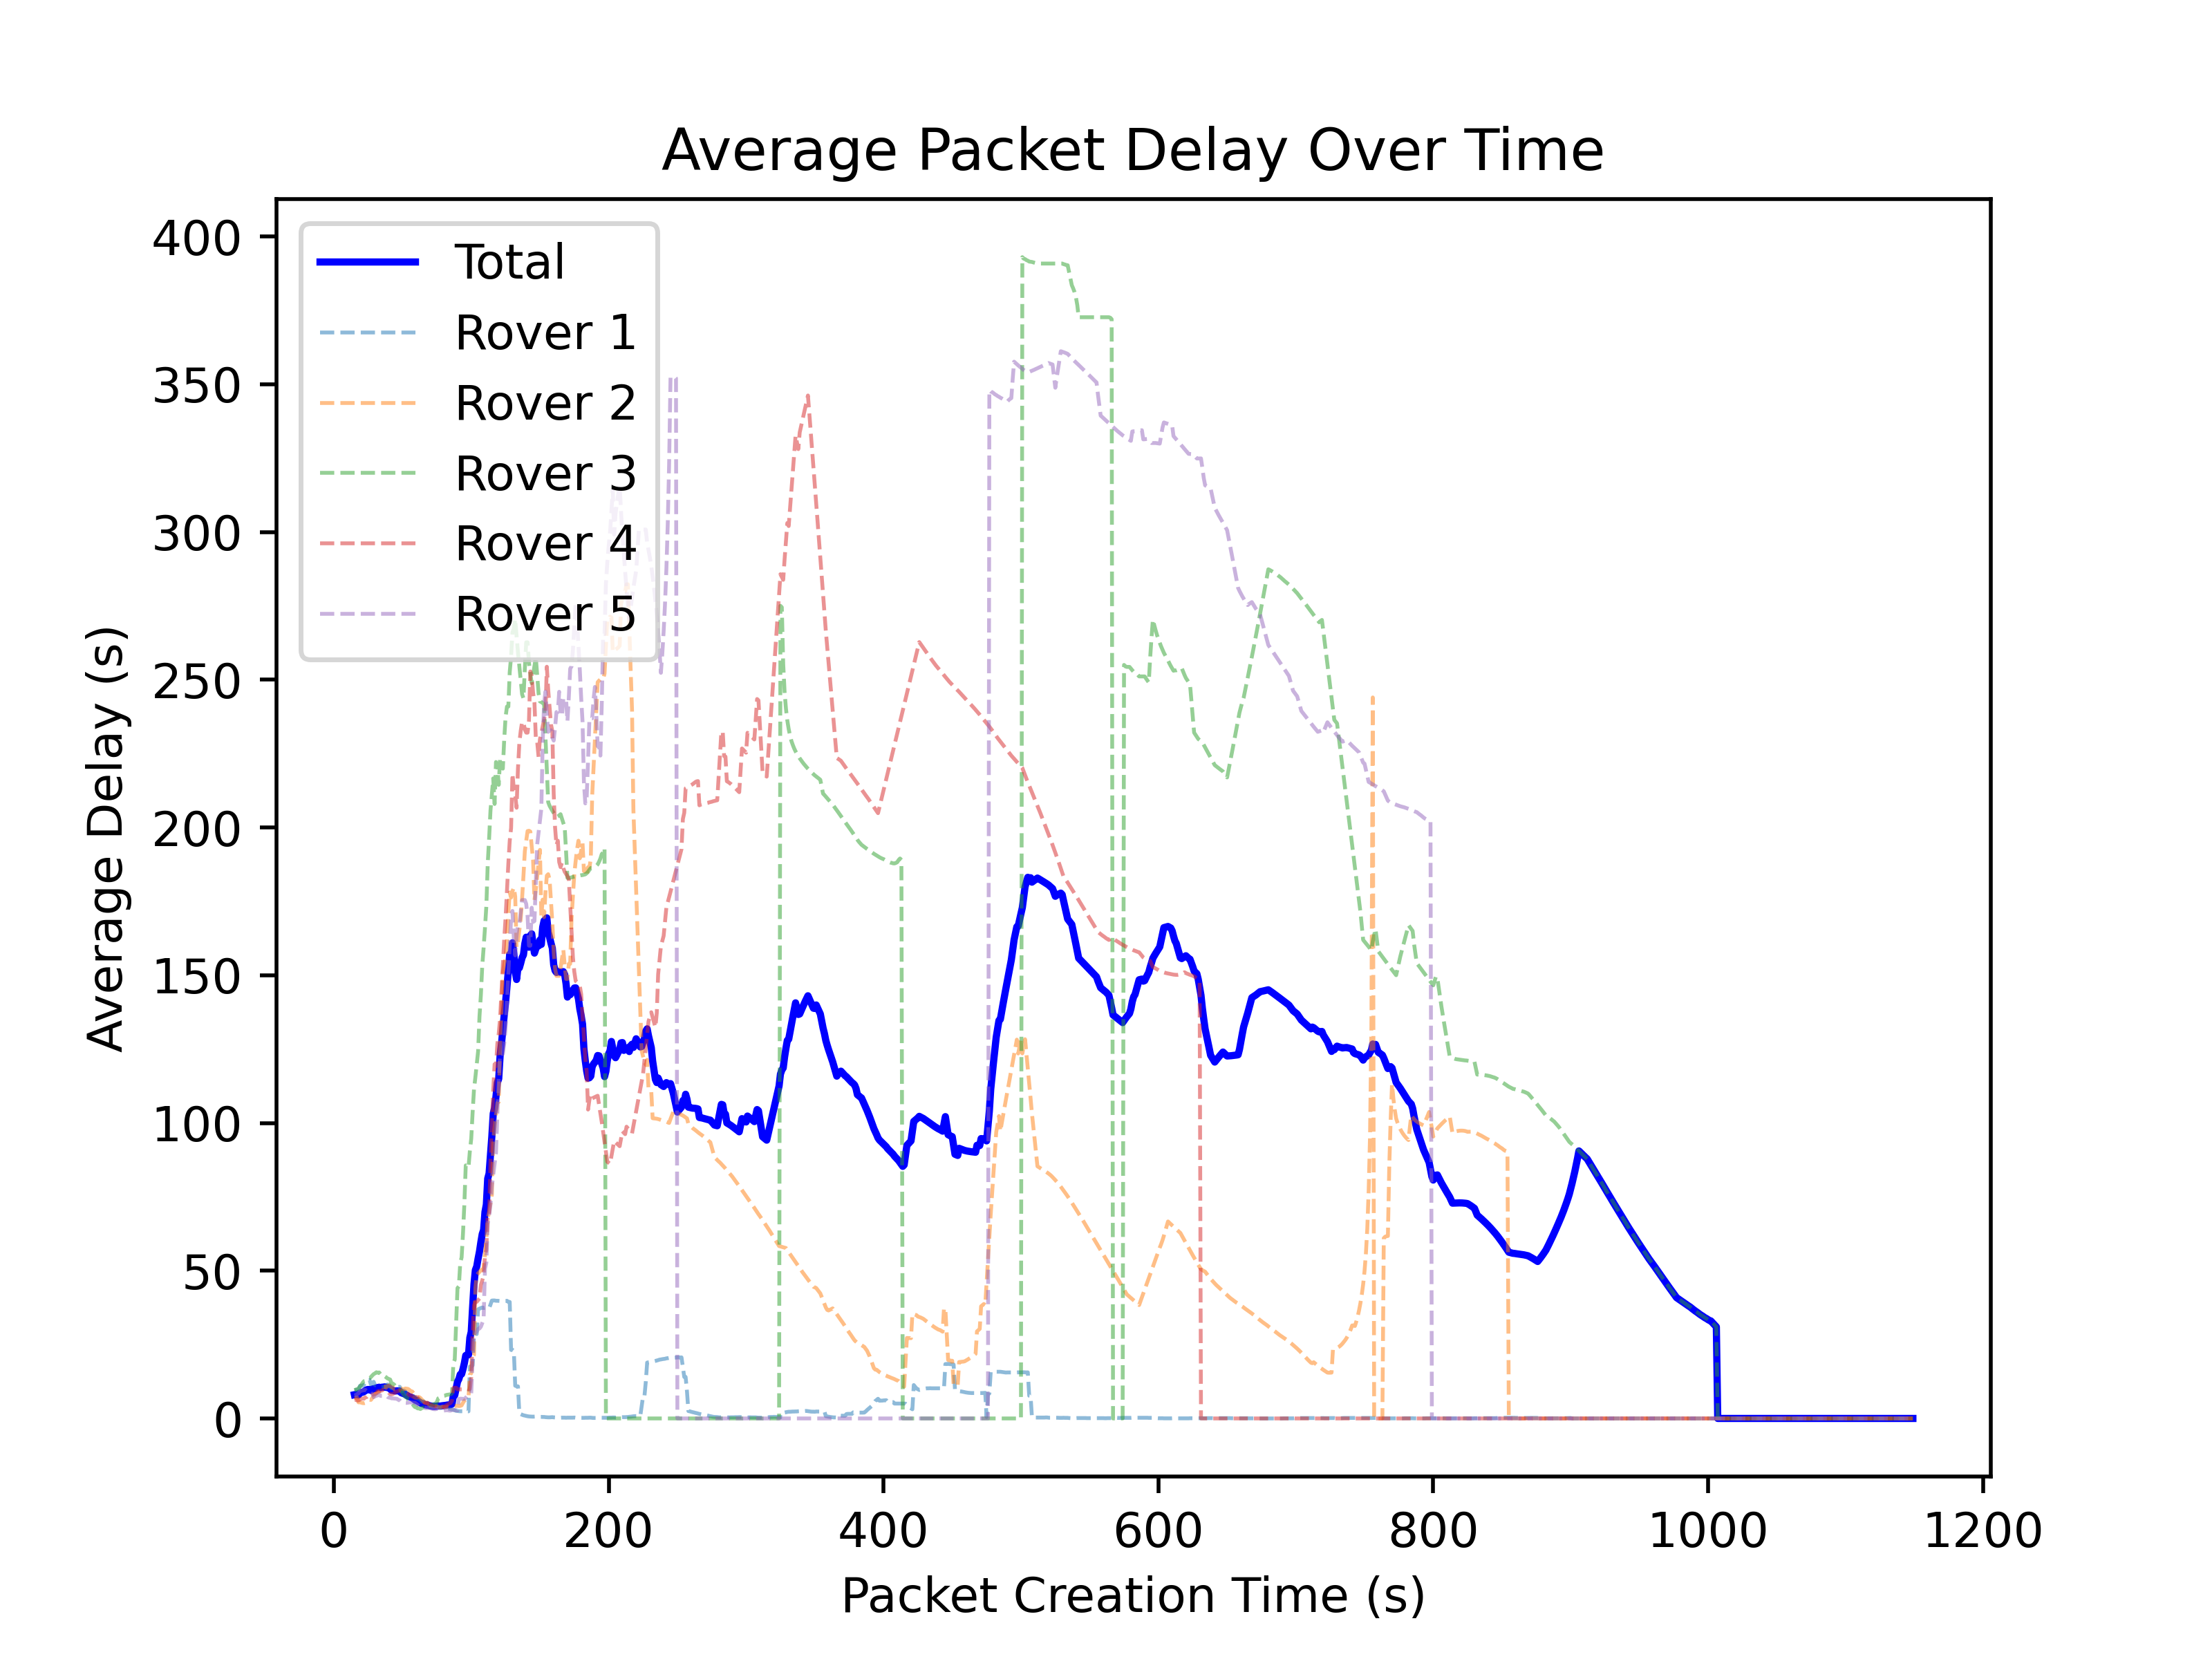 Average Packet Delay Over Time
400
350
300
250
200
150
100
50
0
Average Delay (s)
Total
Rover 1
Rover 2
Rover 3
Rover 4
Rover 5
0 200 400 600 800 1000 1200
Packet Creation Time (s)